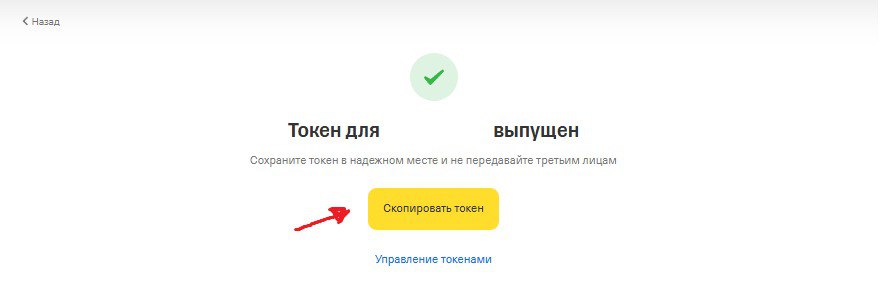 Назад
Токен для выпущен
Сохраните токен в надежном месте и не передавайте третьим лицам
Скопировать токен
Управление токенами